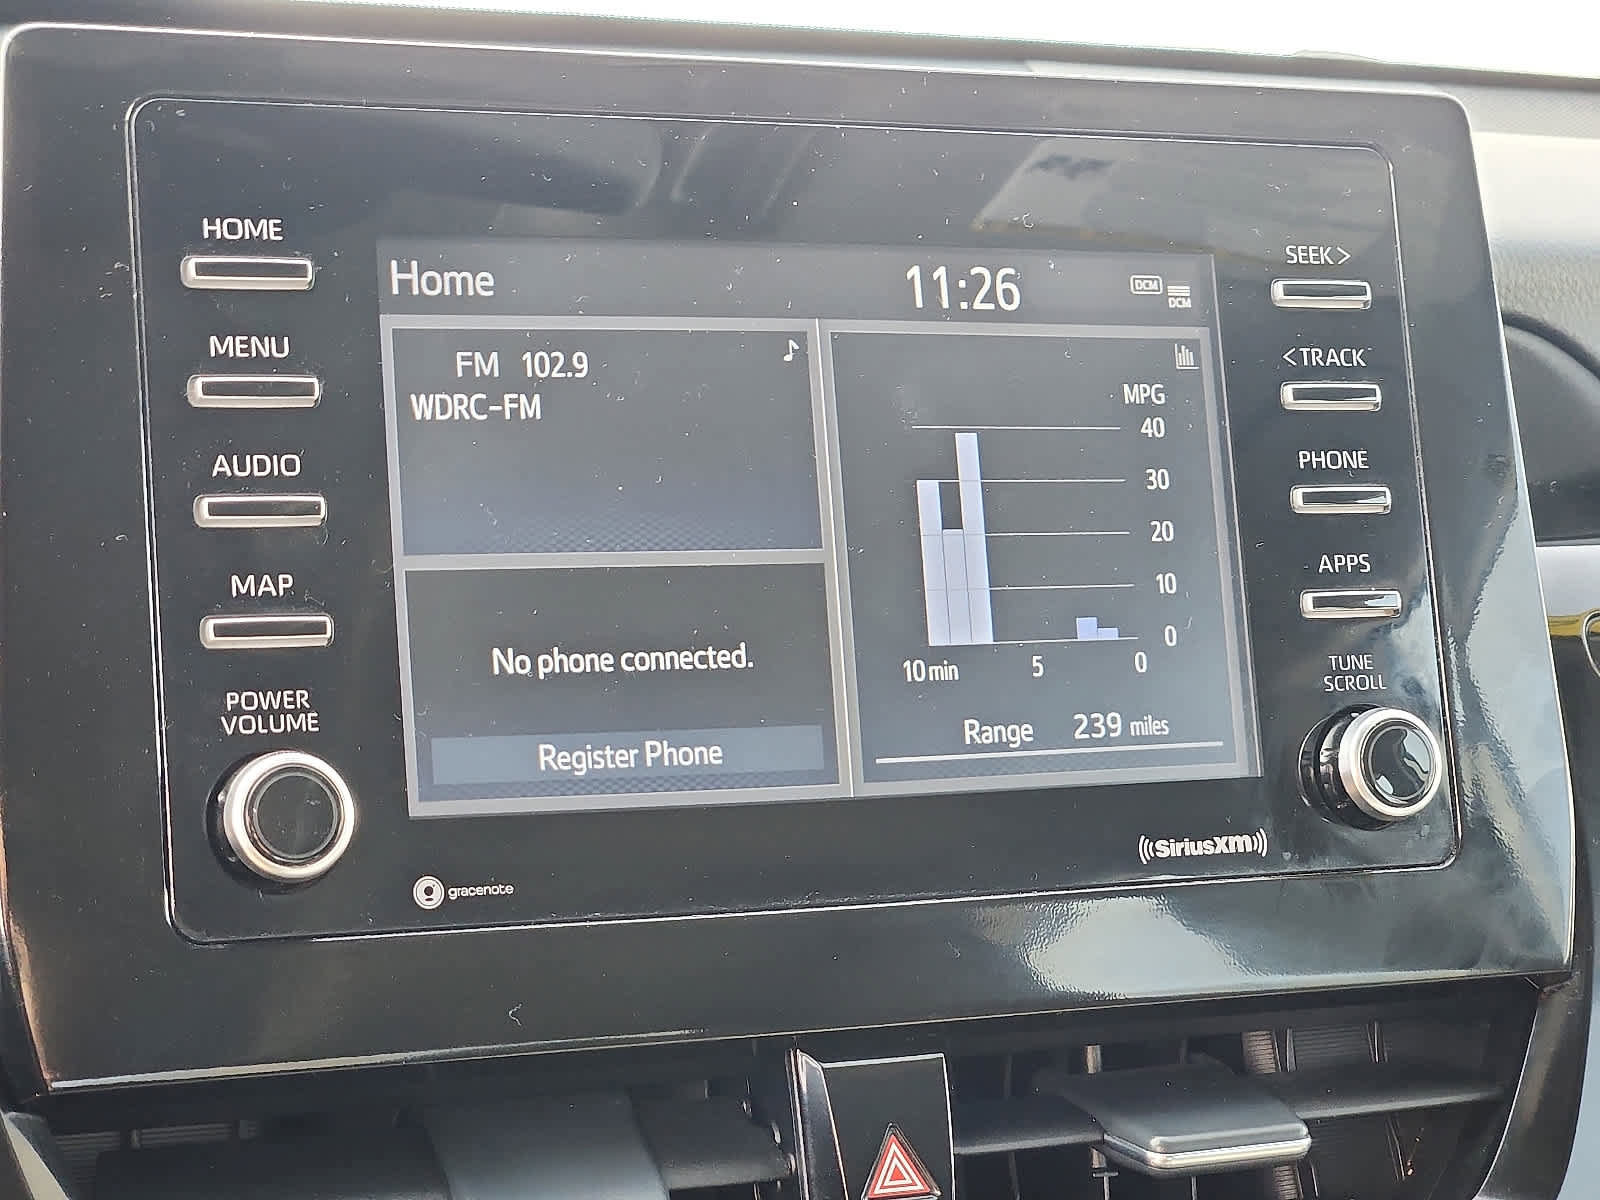 HOME
MENU
AUDIO
MAP
POWER
VOLUME
Home
11:26
DCM
DCM
FM 102.9
WDRC-FM
No phone connected.
Register Phone
MPG
40
30
20
10
0
10 min 5 0
Range 239 miles
SEEK>
<TRACK
PHONE
APPS
TUNE
SCROLL
gracenote
((SiriusXM))